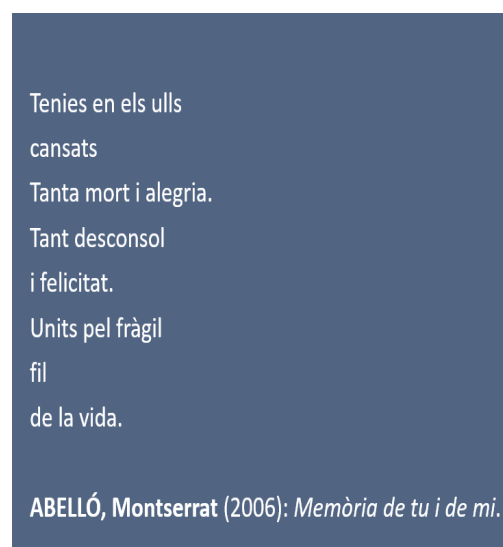 Tenies en els ulls
cansats
Tanta mort i alegria.
Tant desconsol
i felicitat.
Units pel fràgil
fil
de la vida.
ABELLÓ, Montserrat (2006): Memòria de tu i de mi.